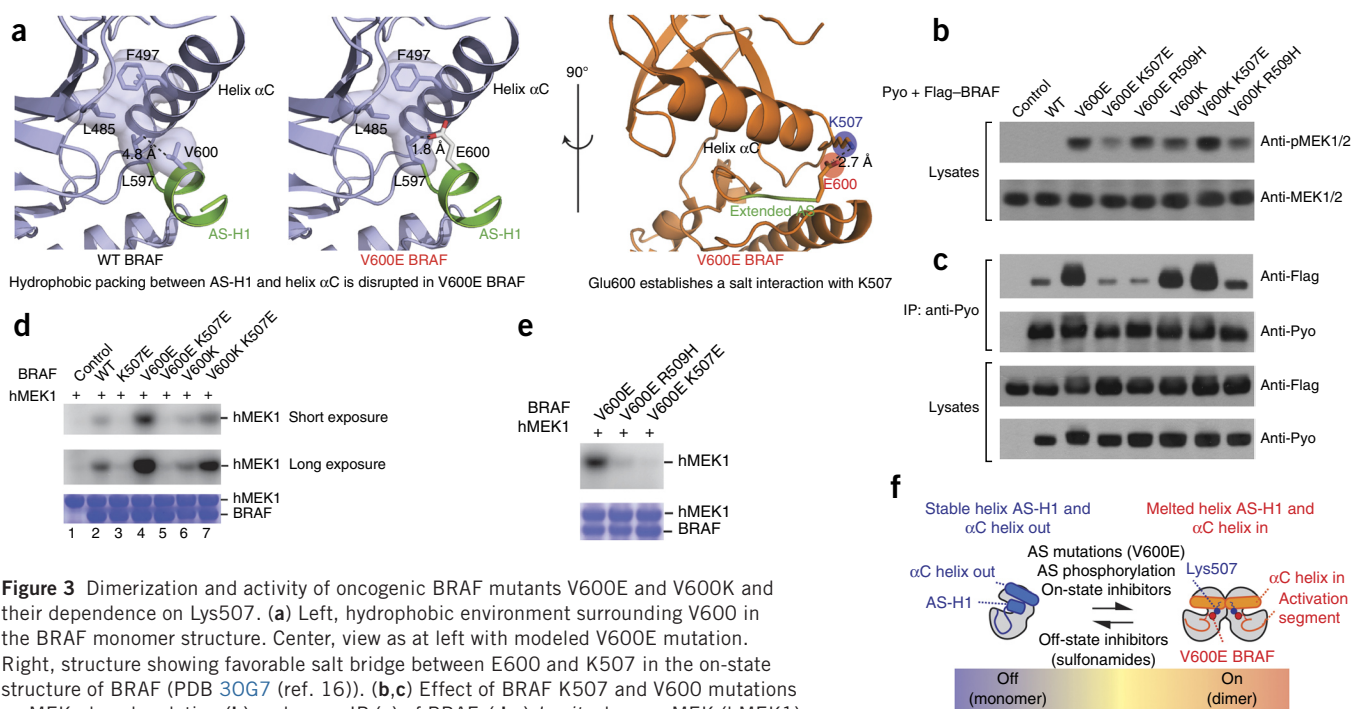 a
F497
Helix αC
L485
4.8 Å
V600
L597
AS-H1
WT BRAF
F497
Helix αC
L485
1.8 Å
E600
L597
AS-H1
V600E BRAF
Hydrophobic packing between AS-H1 and helix αC is disrupted in V600E BRAF
90°
K507
Helix αC
2.7 Å
E600
Extended AS
V600E BRAF
Glu600 establishes a salt interaction with K507
b
Pyo + Flag–BRAF
Control
WT
V600E
V600E K507E
V600E R509H
V600K
V600K K507E
V600K R509H
Lysates
Anti-pMEK1/2
Anti-MEK1/2
c
IP: anti-Pyo
Anti-Flag
Anti-Pyo
Lysates
Anti-Flag
Anti-Pyo
d
BRAF
Control
WT
K507E
V600E
V600E K507E
V600K
V600K K507E
hMEK1 + + + + + + +
hMEK1 Short exposure
hMEK1 Long exposure
hMEK1
BRAF
1 2 3 4 5 6 7
e
BRAF
V600E
V600E R509H
V600E K507E
hMEK1 + + +
hMEK1
hMEK1
BRAF
f
Stable helix AS-H1 and
αC helix out
Melted helix AS-H1 and
αC helix in
AS mutations (V600E)
AS phosphorylation
On-state inhibitors
Off-state inhibitors
(sulfonamides)
αC helix out
AS-H1
Lys507
αC helix in
Activation
segment
V600E BRAF
Off
(monomer)
On
(dimer)
Figure 3 Dimerization and activity of oncogenic BRAF mutants V600E and V600K and
their dependence on Lys507. (a) Left, hydrophobic environment surrounding V600 in
the BRAF monomer structure. Center, view as at left with modeled V600E mutation.
Right, structure showing favorable salt bridge between E600 and K507 in the on-state
structure of BRAF (PDB 3OG7 (ref. 16)). (b,c) Effect of BRAF K507 and V600 mutations